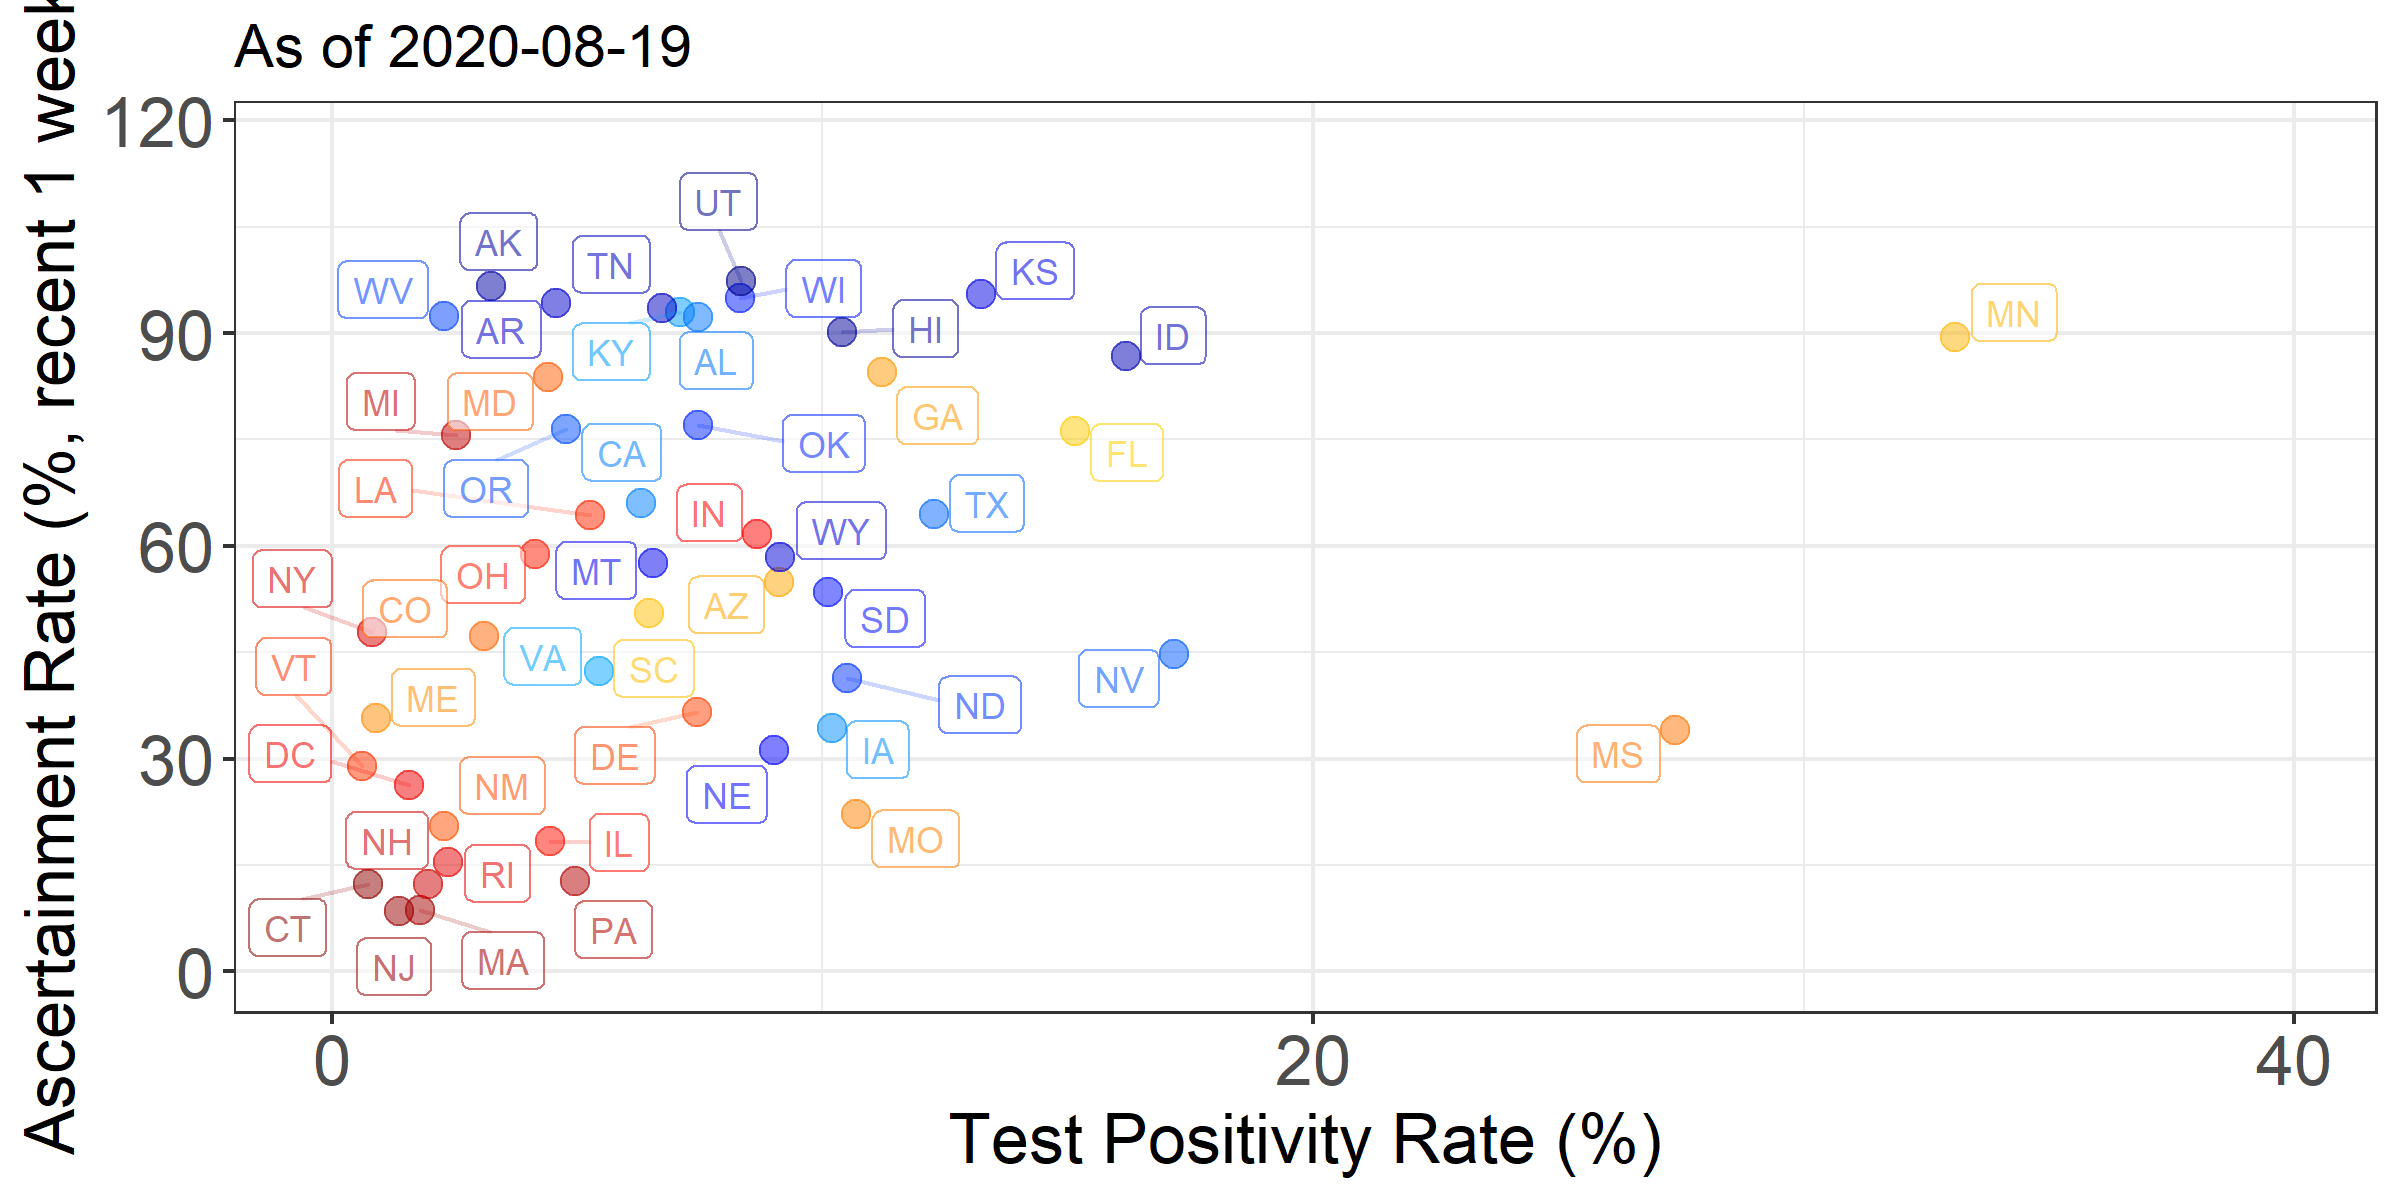 As of 2020-08-19
Ascertainment Rate (%, recent 1 week
120
90
60
30
0
UT
AK
TN
WV
WI
KS
AR
HI
ID
MN
KY
AL
MI
MD
GA
CA
OK
FL
LA
OR
IN
TX
WY
NY
OH
MT
CO
AZ
SD
VT
VA
SC
NV
ME
ND
DC
DE
IA
MS
NM
NE
NH
IL
MO
RI
CT
PA
NJ
MA
0
20
40
Test Positivity Rate (%)